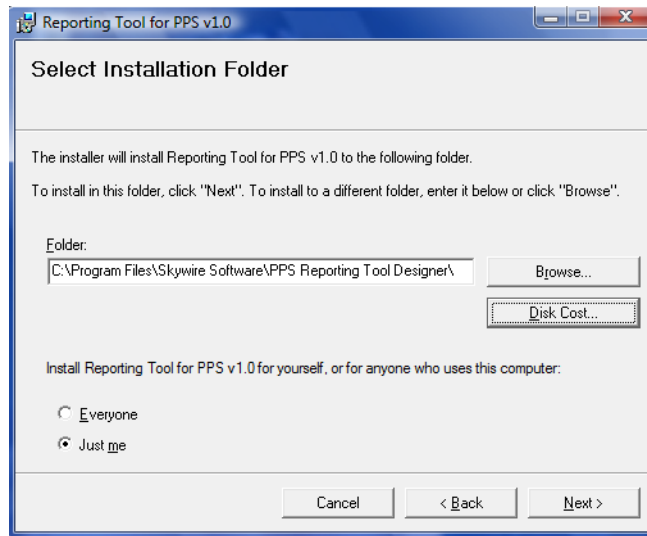 Reporting Tool for PPS v1.0
Select Installation Folder
The installer will install Reporting Tool for PPS v1.0 to the following folder.
To install in this folder, click "Next". To install to a different folder, enter it below or click "Browse".
Folder:
C:\Program Files\Skywire Software\PPS Reporting Tool Designer\
Browse...
Disk Cost...
Install Reporting Tool for PPS v1.0 for yourself, or for anyone who uses this computer:
Everyone
Just me
Cancel < Back Next >